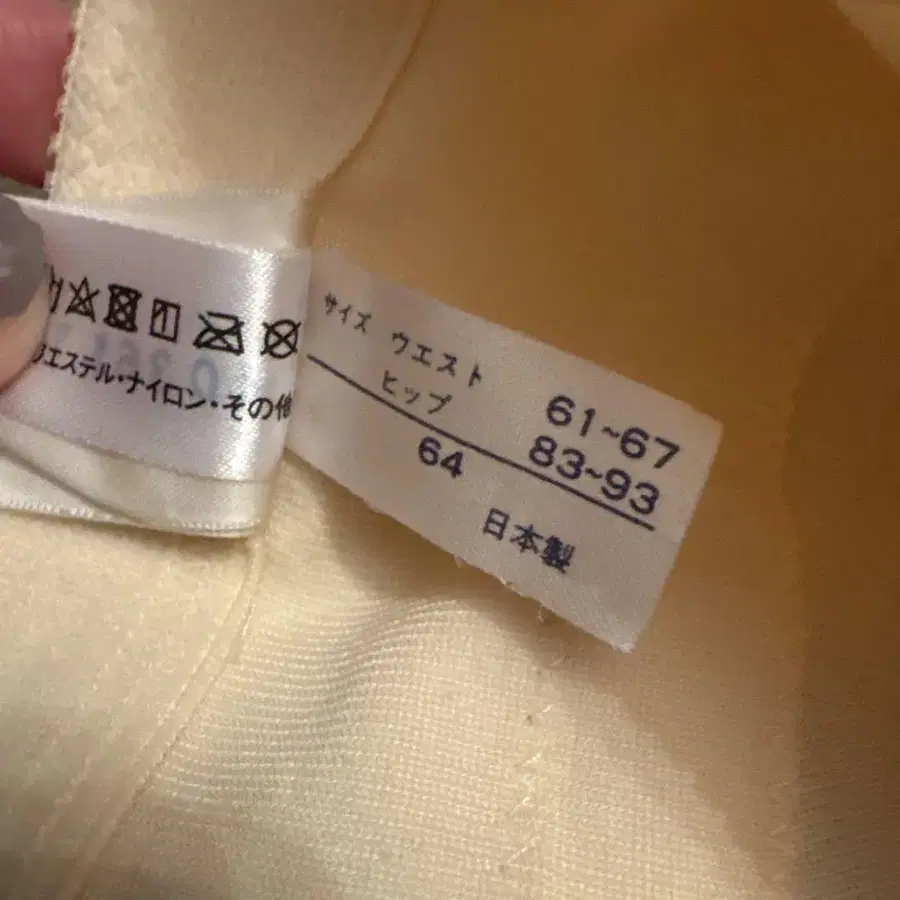 エステル・ナイロン・その他
サイズ ウエスト 61~67
ヒップ 83~93
64
日本製